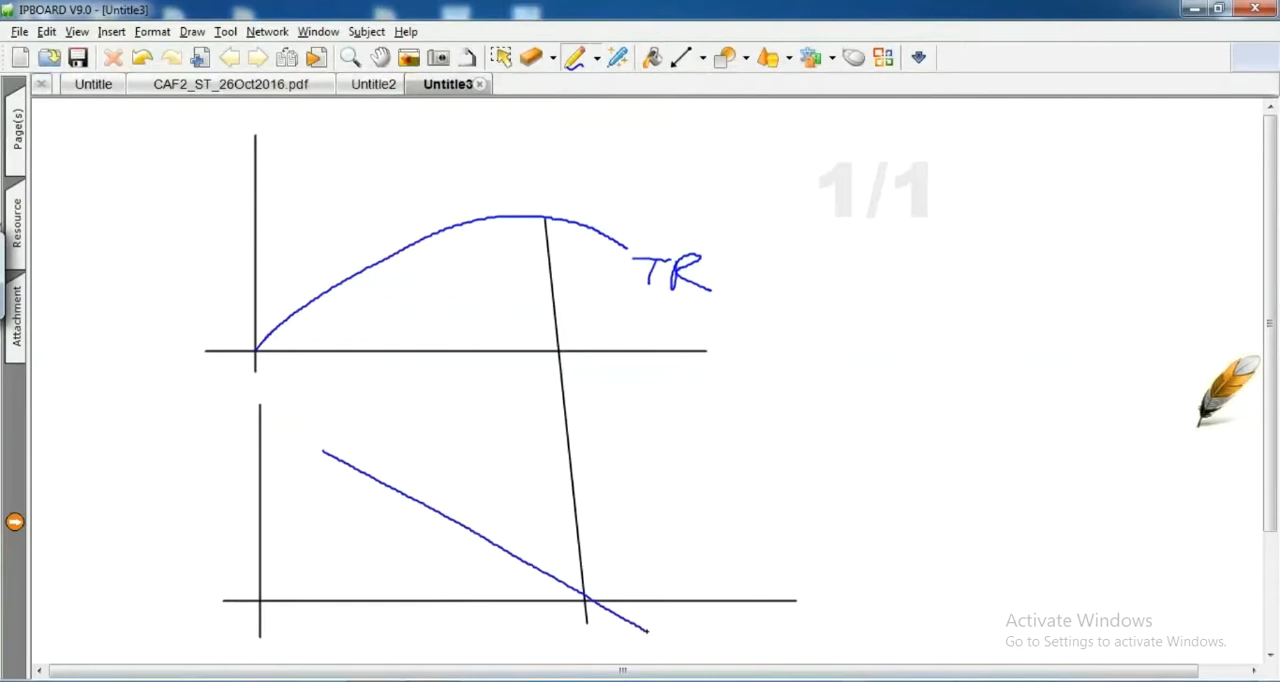 IPBOARD V9.0 - [Untitle3]
File Edit View Insert Format Draw Tool Network Window Subject Help
Untitle CAF2_ST_26Oct2016.pdf Untitle2 Untitle3
Page(s)
Resource
Attachment
1/1
TR
Activate Windows
Go to Settings to activate Windows.